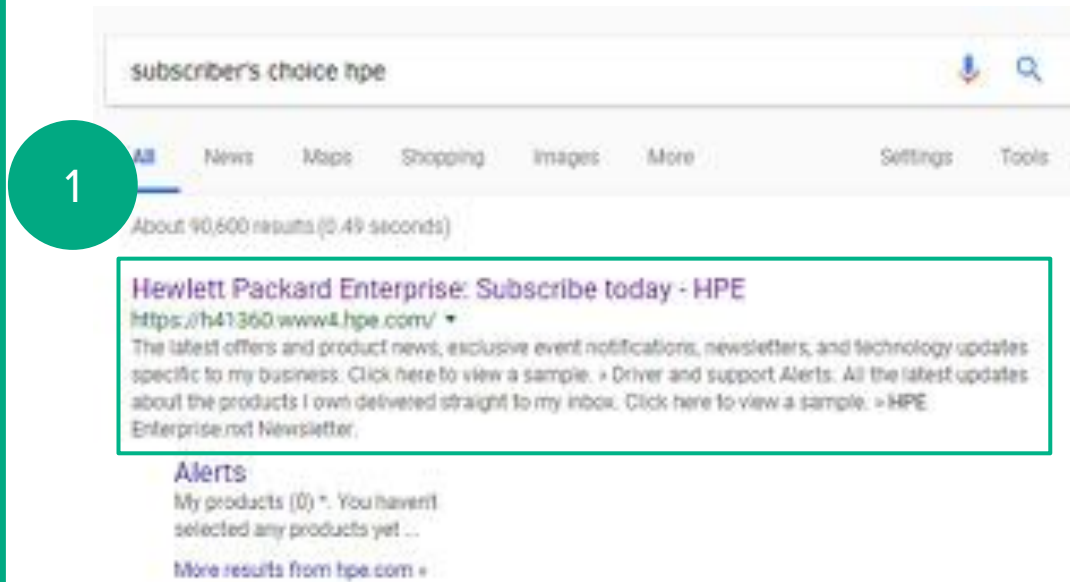 subscriber's choice hpe
All News Maps Shopping Images More Settings Tools
1
About 90,600 results (0.49 seconds)
Hewlett Packard Enterprise: Subscribe today - HPE
https://h41360.www4.hpe.com/
The latest offers and product news, exclusive event notifications, newsletters, and technology updates
specific to my business. Click here to view a sample. » Driver and support Alerts. All the latest updates
about the products I own delivered straight to my inbox. Click here to view a sample. » HPE
Enterprise.nxt Newsletter.
Alerts
My products (0) *. You haven't
selected any products yet ...
More results from hpe.com »